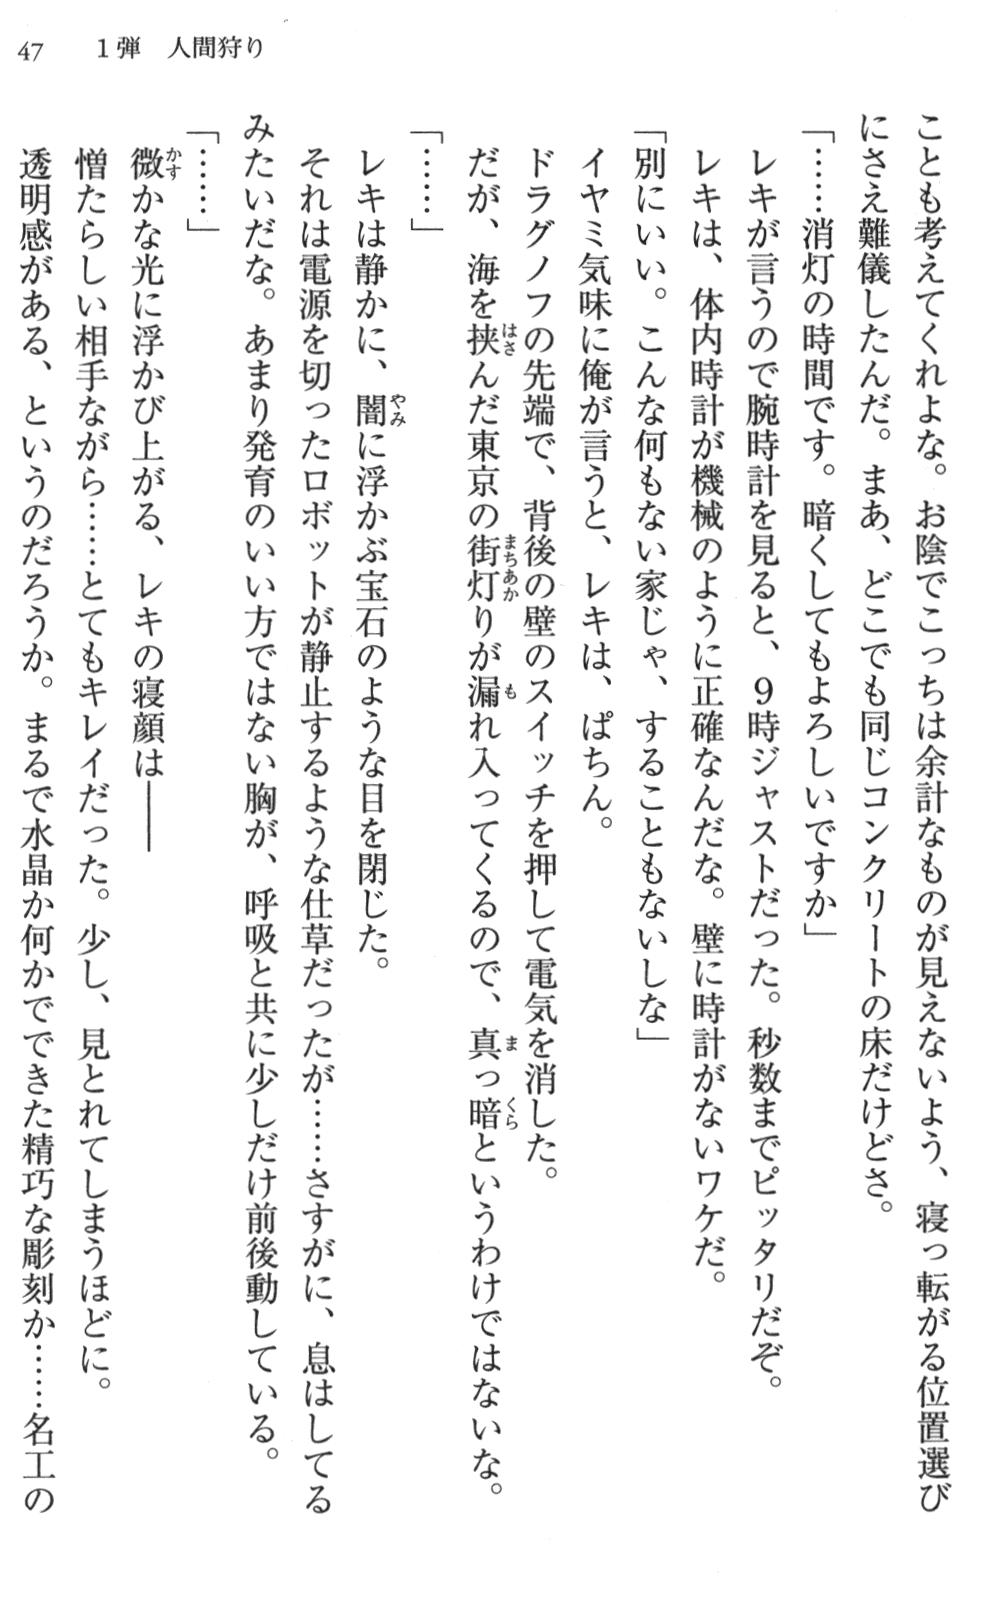 47　1弾　人間狩り
こともも考えてくれよな。お陰でこっちは余計なものが見えないよう、寝っ転がる位置選び
にさえ難儀したんだ。まあ、どこでも同じコンクリートの床だけどさ。
「……消灯の時間です。暗くしてもよろしいですか」
レキが言うので腕時計を見ると、9時ジャストだった。秒数までピッタリだぞ。
レキは、体内時計が機械のように正確なんだな。壁に時計がないワケだ。
「別にいい。こんな何もない家じゃ、することもないしな」
イヤミ気味に俺が言うと、レキは、ぱちん。
ドラグノフの先端で、背後の壁のスイッチを押して電気を消した。
だが、海を挟んだ東京の街灯りが漏れ入ってくるので、真っ暗というわけではないな。
「……」
レキは静かに、闇に浮かぶ宝石のような目を閉じた。
それは電源を切ったロボットが静止するような仕草だったが……さすがに、息はしてる
みたいだな。あまり発育のいい方ではない胸が、呼吸と共に少しだけ前後動している。
「……」
微かな光に浮かび上がる、レキの寝顔は――
憎たらしい相手ながら……とてもキレイだった。少し、見とれてしまうほどに。
透明感がある、というのだろうか。まるで水晶か何かでできた精巧な彫刻か……名工の